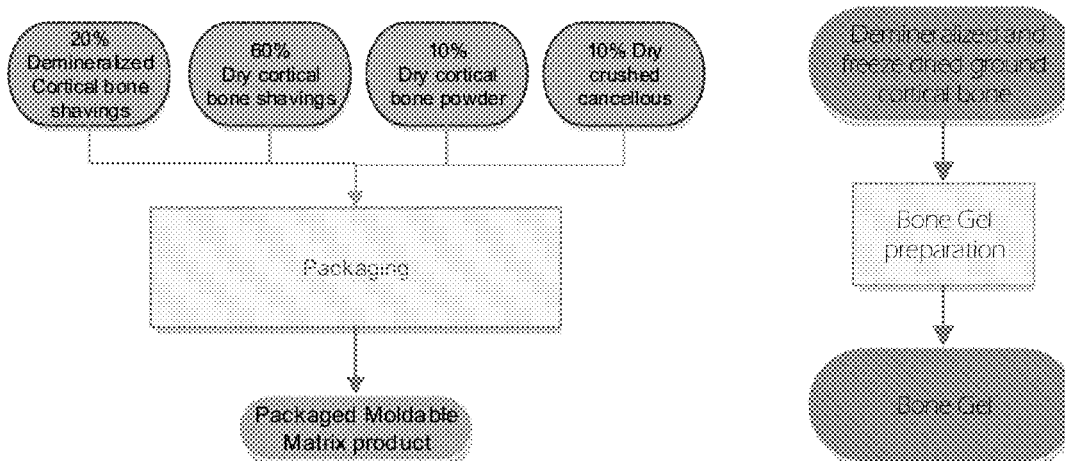 20%
Demineralized
Cortical bone
shavings
60%
Dry cortical
bone shavings
10%
Dry cortical
bone powder
10% Dry
crushed
cancellous
Packaging
Packaged Moldable
Matrix product
Demineralized and
freeze dried ground
cortical bone
Bone Gel
preparation
Bone Gel